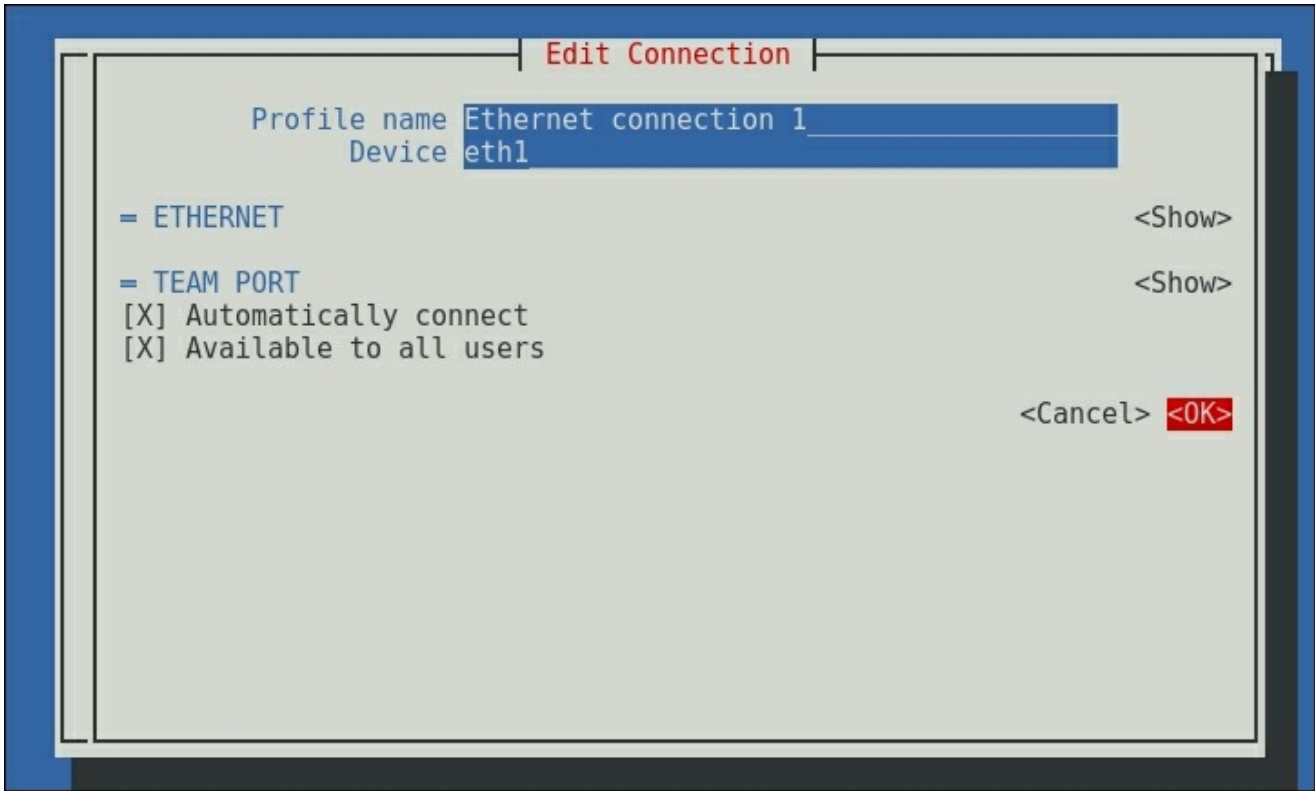 Edit Connection
Profile name Ethernet connection 1
Device eth1
= ETHERNET <Show>
= TEAM PORT <Show>
[X] Automatically connect
[X] Available to all users
<Cancel> <OK>